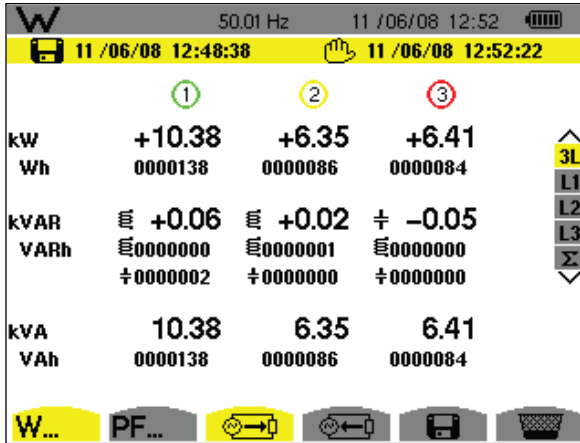 W 50.01 Hz 11 /06/08 12:52
11 /06/08 12:48:38 11 /06/08 12:52:22
1 2 3
kW +10.38 +6.35 +6.41
Wh 0000138 0000086 0000084
3L
L1
L2
L3
Σ
kVAR +0.06 +0.02 −0.05
VARh 0000000 0000001 0000000
0000002 0000000 0000000
kVA 10.38 6.35 6.41
VAh 0000138 0000086 0000084
W... PF...